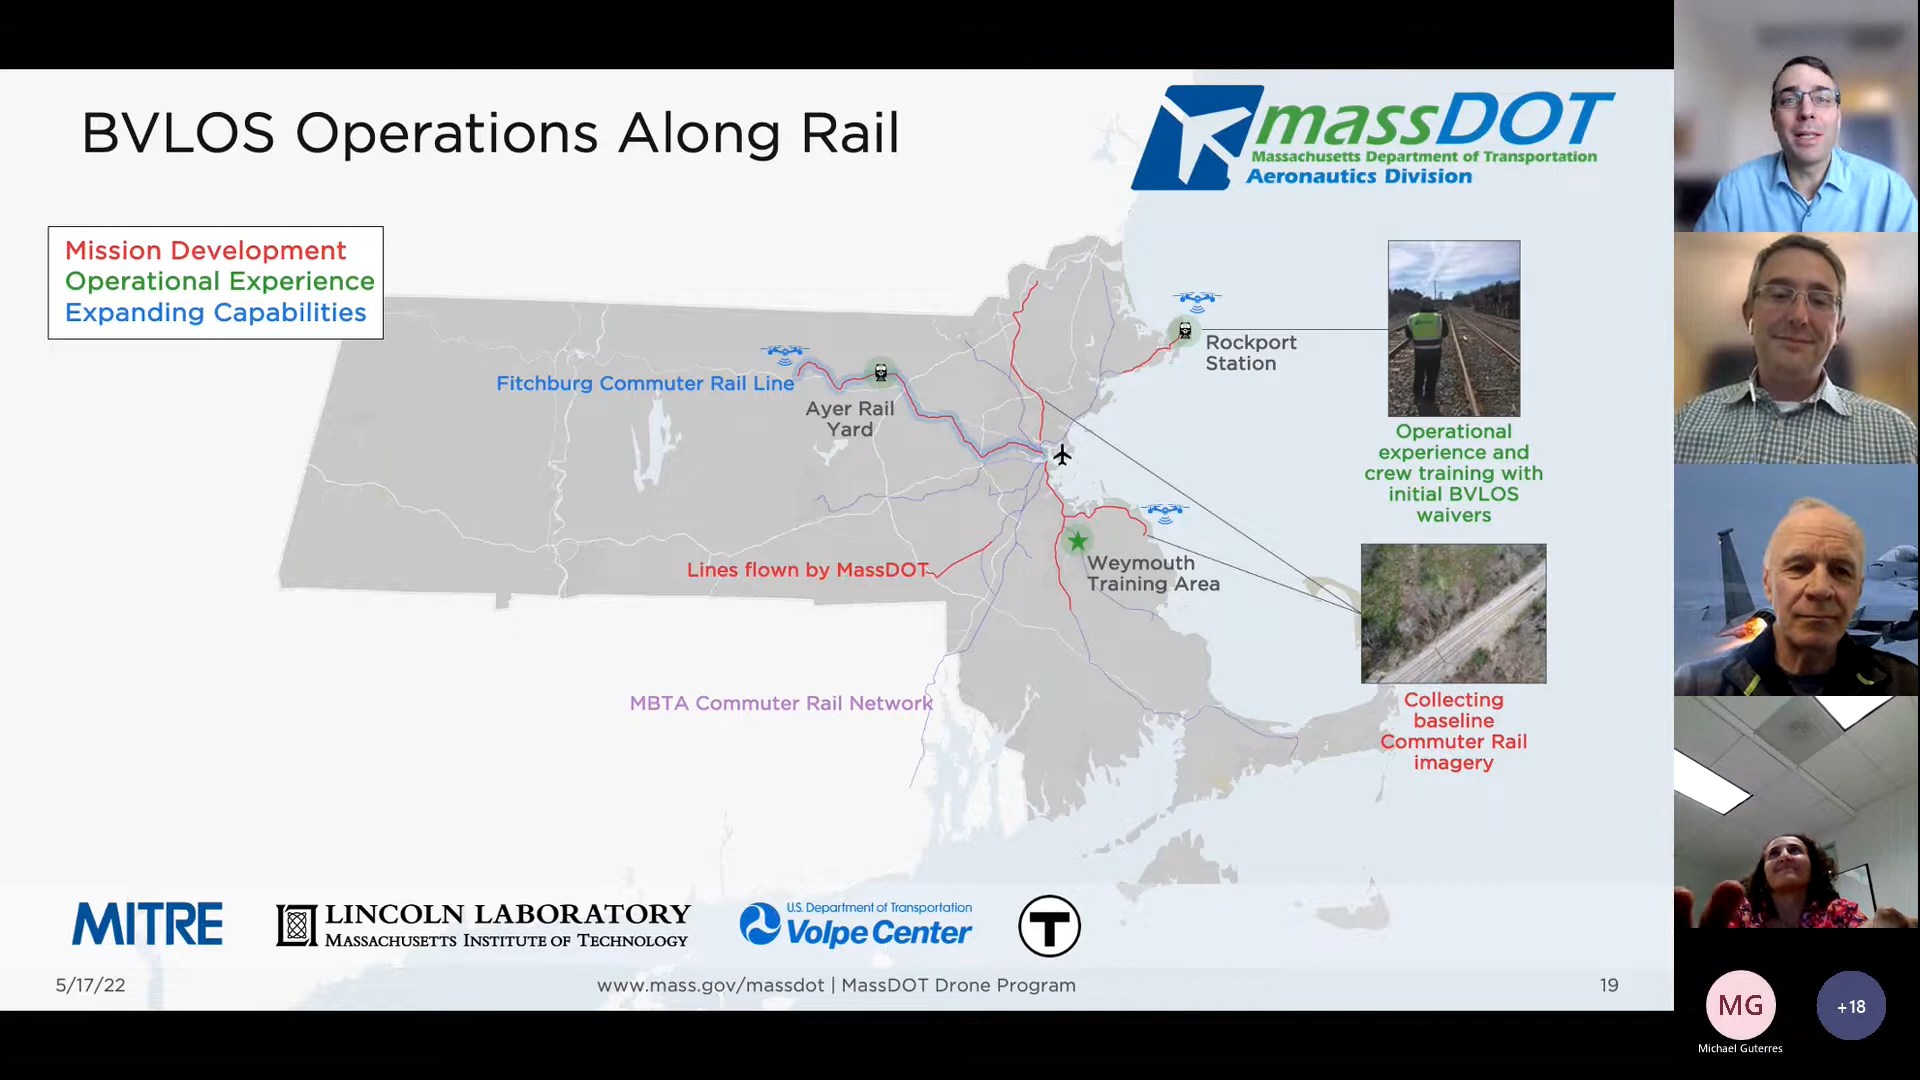 BVLOS Operations Along Rail
massDOT
Massachusetts Department of Transportation
Aeronautics Division
Mission Development
Operational Experience
Expanding Capabilities
Rockport
Station
Fitchburg Commuter Rail Line
Ayer Rail
Yard
Operational
experience and
crew training with
initial BVLOS
waivers
Lines flown by MassDOT
Weymouth
Training Area
MBTA Commuter Rail Network
Collecting
baseline
Commuter Rail
imagery
MITRE
LINCOLN LABORATORY
MASSACHUSETTS INSTITUTE OF TECHNOLOGY
U.S. Department of Transportation
Volpe Center
T
5/17/22
www.mass.gov/massdot | MassDOT Drone Program
19
MG
+18
Michael Guterres